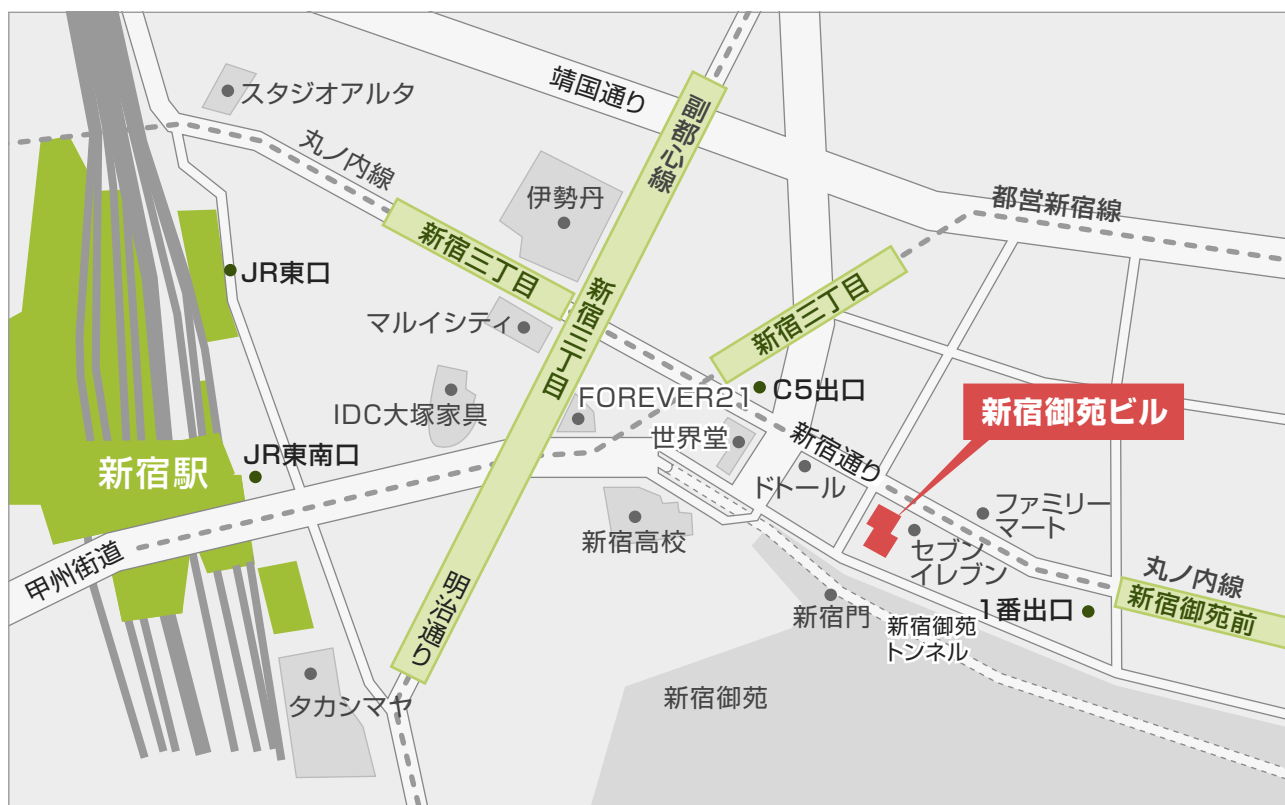 スタジオアルタ
靖国通り
副都心線
丸ノ内線
伊勢丹
都営新宿線
新宿三丁目
JR東口
新宿三丁目
新宿三丁目
マルイシティ
FOREVER21
C5出口
新宿御苑ビル
IDC大塚家具
世界堂
新宿通り
JR東南口
新宿駅
ドトール
ファミリー
マート
新宿高校
セブン
イレブン
甲州街道
丸ノ内線
新宿御苑前
1番出口
明治通り
新宿門
新宿御苑
トンネル
タカシマヤ
新宿御苑